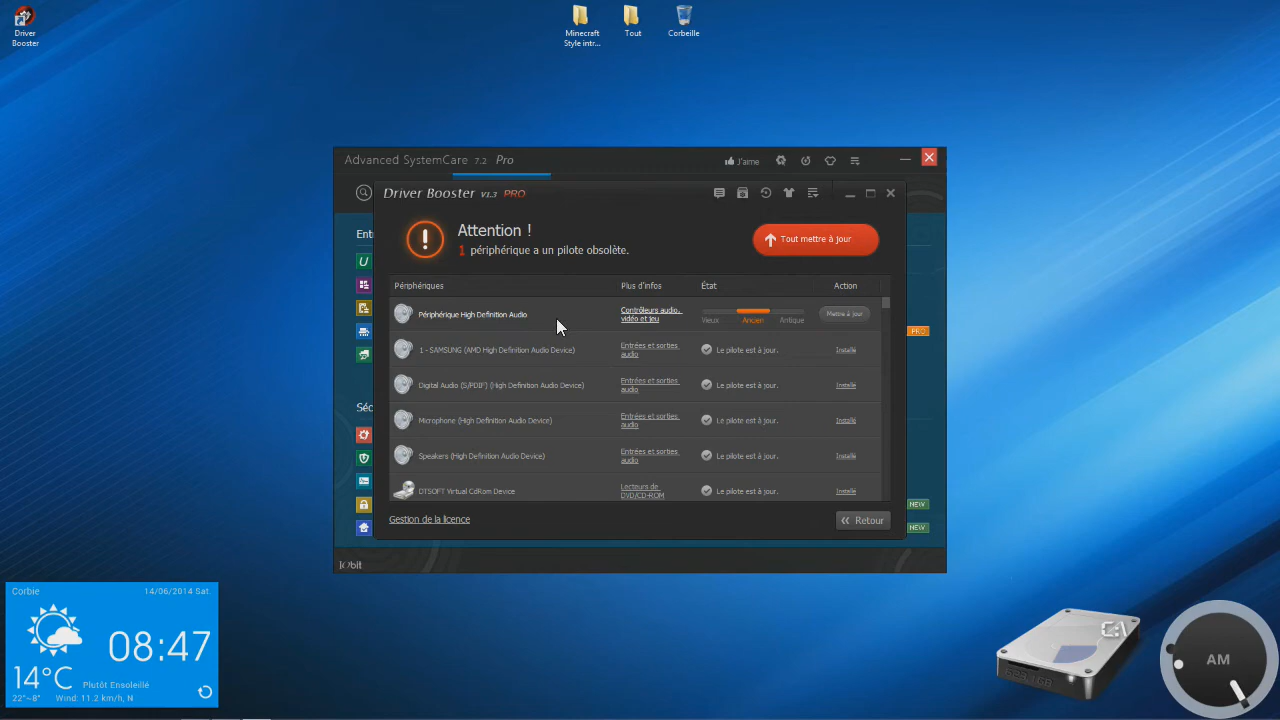 Driver
Booster
Minecraft
Style intr...
Tout
Corbeille
Advanced SystemCare 7.2 Pro
J'aime
Driver Booster V1.3 PRO
Attention !
1 périphérique a un pilote obsolète.
Tout mettre à jour
Périphériques Plus d'infos État Action
Périphérique High Definition Audio
Contrôleurs audio,
vidéo et jeu
Vieux Ancien Antique
Mettre à jour
1 - SAMSUNG (AMD High Definition Audio Device)
Entrées et sorties
audio
Le pilote est à jour.
Installé
Digital Audio (S/PDIF) (High Definition Audio Device)
Entrées et sorties
audio
Le pilote est à jour.
Installé
Microphone (High Definition Audio Device)
Entrées et sorties
audio
Le pilote est à jour.
Installé
Speakers (High Definition Audio Device)
Entrées et sorties
audio
Le pilote est à jour.
Installé
DTSOFT Virtual CdRom Device
Lecteurs de
DVD/CD-ROM
Le pilote est à jour.
Installé
Gestion de la licence
Retour
Ent
Séc
PRO
NEW
NEW
IObit
Corbie
14/06/2014 Sat.
08:47
14°C
Plutôt Ensoleillé
22°~8°
Wind: 11.2 km/h, N
C:\
AM